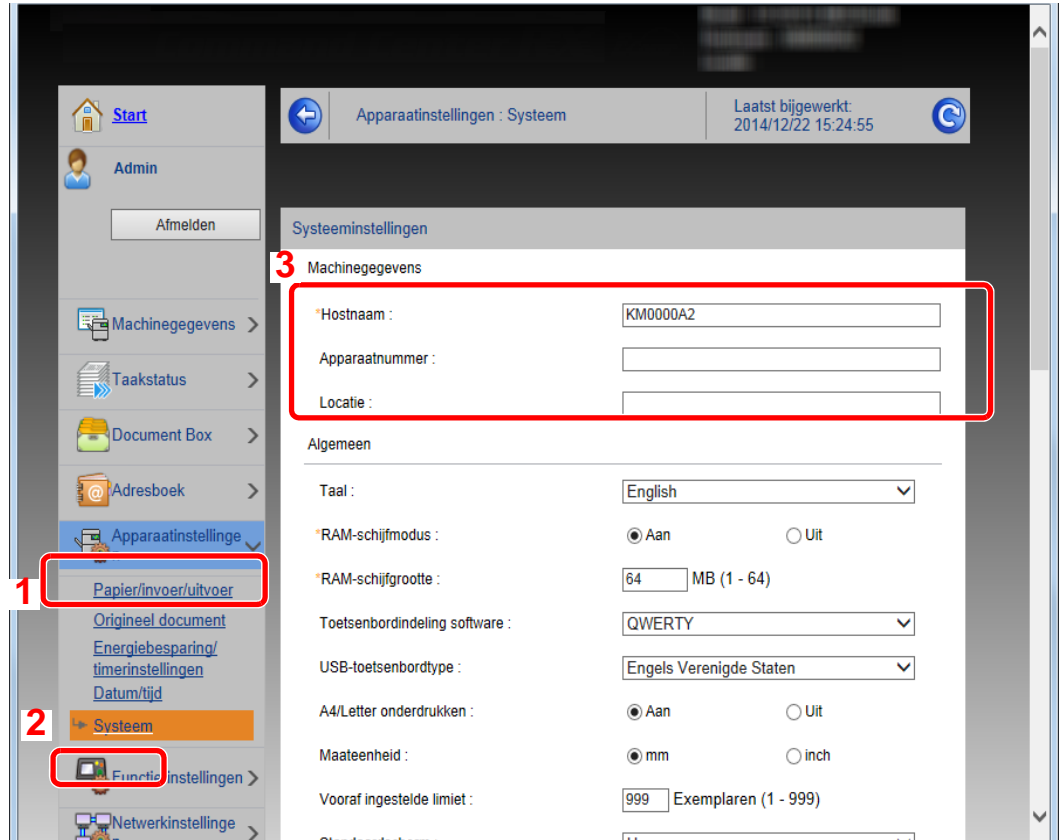 Start
Apparaatinstellingen : Systeem
Laatst bijgewerkt:
2014/12/22 15:24:55
Admin
Afmelden
Systeeminstellingen
3
Machinegegevens
*Hostnaam :
KM0000A2
Machinegegevens
Apparaatnummer :
Taakstatus
Locatie :
Document Box
Algemeen
Adresboek
Taal :
English
Apparaatinstellinge
*RAM-schijfmodus :
Aan
Uit
1
Papier/invoer/uitvoer
*RAM-schijfgrootte :
64
MB (1 - 64)
Origineel document
Toetsenbordindeling software :
QWERTY
Energiebesparing/
timerinstellingen
USB-toetsenbordtype :
Engels Verenigde Staten
Datum/tijd
2
Systeem
A4/Letter onderdrukken :
Aan
Uit
Maateenheid :
mm
inch
Functie instellingen
Vooraf ingestelde limiet :
999
Exemplaren (1 - 999)
Netwerkinstellinge